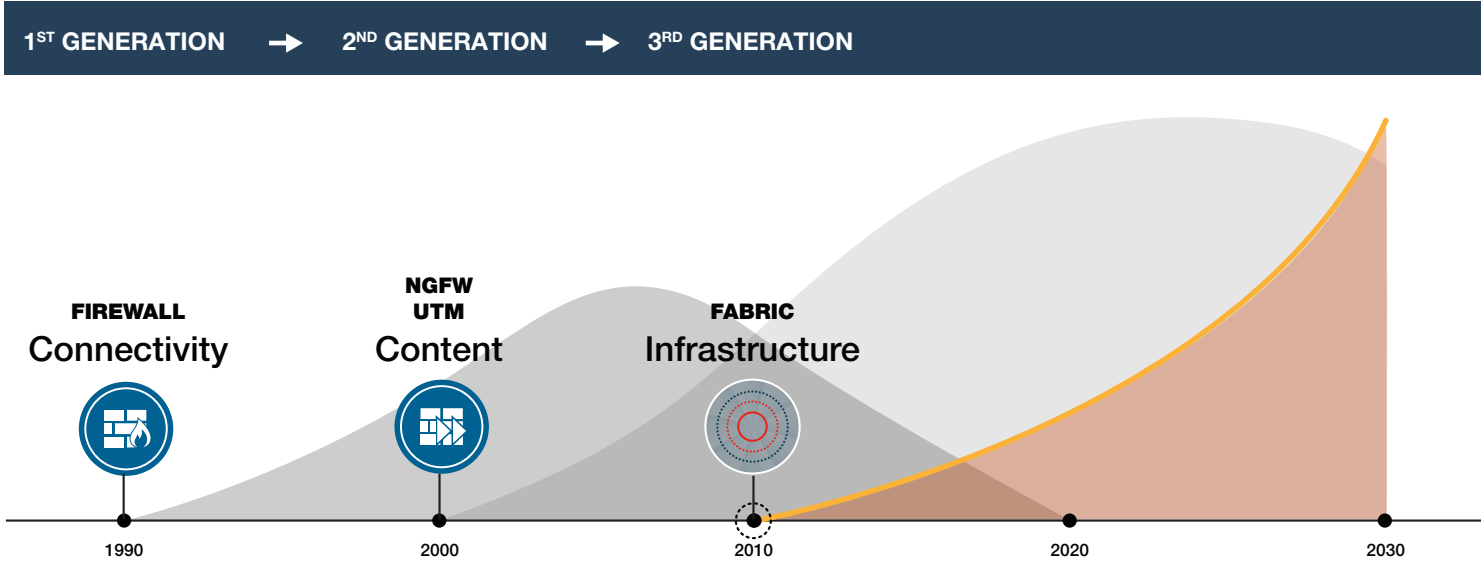 1ST GENERATION → 2ND GENERATION → 3RD GENERATION
FIREWALL
Connectivity
NGFW
UTM
Content
FABRIC
Infrastructure
1990 2000 2010 2020 2030